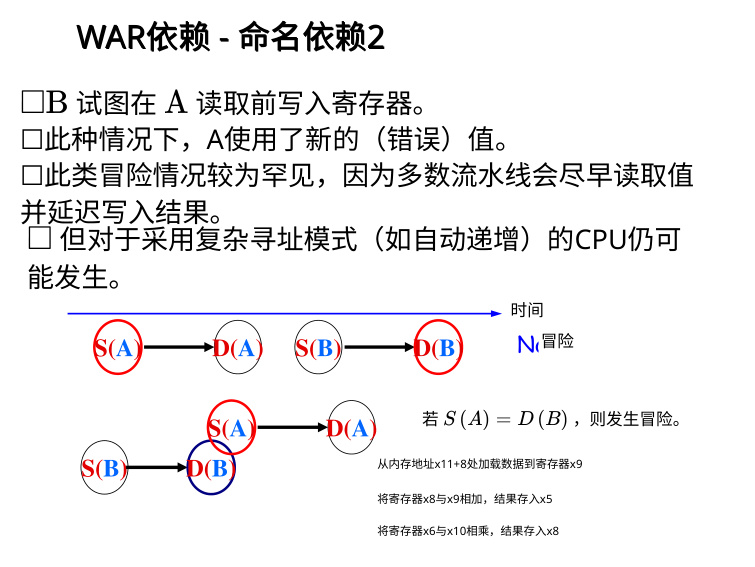 WAR依赖 - 命名依赖2
□B 试图在 A 读取前写入寄存器。
□此种情况下，A使用了新的（错误）值。
□此类冒险情况较为罕见，因为多数流水线会尽早读取值
并延迟写入结果。
□ 但对于采用复杂寻址模式（如自动递增）的CPU仍可
能发生。
时间
S(A) D(A) S(B) D(B) 冒险
S(A) D(A)
若 S(A) = D(B)，则发生冒险。
S(B) D(B)
从内存地址x11+8处加载数据到寄存器x9
将寄存器x8与x9相加，结果存入x5
将寄存器x6与x10相乘，结果存入x8